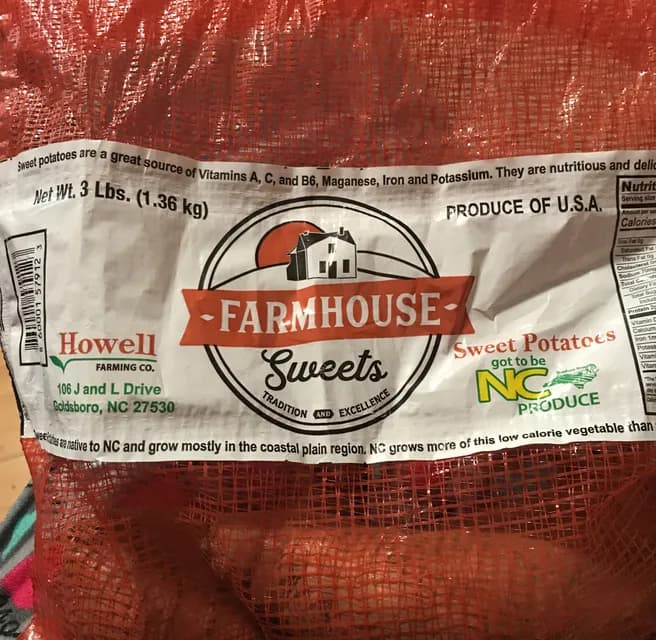 Sweet potatoes are a great source of Vitamins A, C, and B6, Maganese, Iron and Potassium. They are nutritious and delic
Net Wt. 3 Lbs. (1.36 kg)
PRODUCE OF U.S.A.
Nutrit
Serving size
Calories
-FARMHOUSE-
Sweets
TRADITION AND EXCELLENCE
Howell
FARMING CO.
106 J and L Drive
Goldsboro, NC 27530
Sweet Potatoes
got to be
NC
PRODUCE
are native to NC and grow mostly in the coastal plain region. NC grows more of this low calorie vegetable than